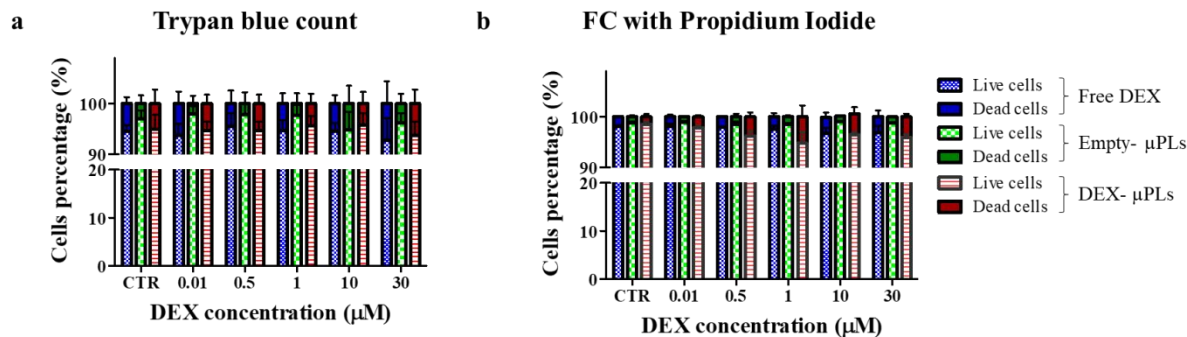 a
Trypan blue count
Cells percentage (%)
100
90
20
10
0
CTR 0.01 0.5 1 10 30
DEX concentration (μM)
b
FC with Propidium Iodide
Cells percentage (%)
100
90
20
10
0
CTR 0.01 0.5 1 10 30
DEX concentration (μM)
Live cells
Dead cells
Free DEX
Live cells
Dead cells
Empty- μPLs
Live cells
Dead cells
DEX- μPLs